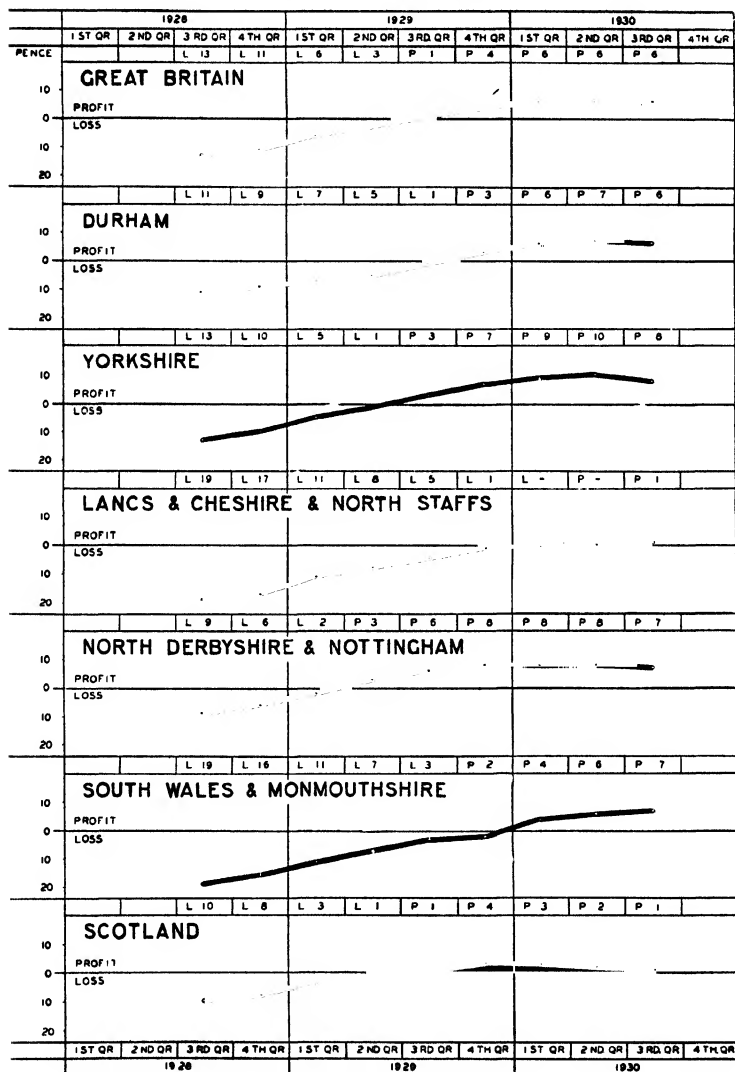 1928 1929 1930
1ST QR 2ND QR 3RD QR 4TH QR 1ST QR 2ND QR 3RD QR 4TH QR 1ST QR 2ND QR 3RD QR 4TH QR
PENCE L 13 L 11 L 6 L 3 P 1 P 4 P 6 P 6 P 6
GREAT BRITAIN
10
PROFIT
0
LOSS
10
20
L 11 L 9 L 7 L 5 L 1 P 3 P 6 P 7 P 6
DURHAM
10
PROFIT
0
LOSS
10
20
L 13 L 10 L 5 L 1 P 3 P 7 P 9 P 10 P 8
YORKSHIRE
10
PROFIT
0
LOSS
10
20
L 19 L 17 L 11 L 8 L 5 L 1 L - P - P 1
LANCS & CHESHIRE & NORTH STAFFS
10
PROFIT
0
LOSS
10
20
L 9 L 6 L 2 P 3 P 6 P 8 P 8 P 8 P 7
NORTH DERBYSHIRE & NOTTINGHAM
10
PROFIT
0
LOSS
10
20
L 19 L 16 L 11 L 7 L 3 P 2 P 4 P 6 P 7
SOUTH WALES & MONMOUTHSHIRE
10
PROFIT
0
LOSS
10
20
L 10 L 8 L 3 L 1 P 1 P 4 P 3 P 2 P 1
SCOTLAND
10
PROFIT
0
LOSS
10
20
1ST QR 2ND QR 3RD QR 4TH QR 1ST QR 2ND QR 3RD QR 4TH QR 1ST QR 2ND QR 3RD QR 4TH QR
1928 1929 1930